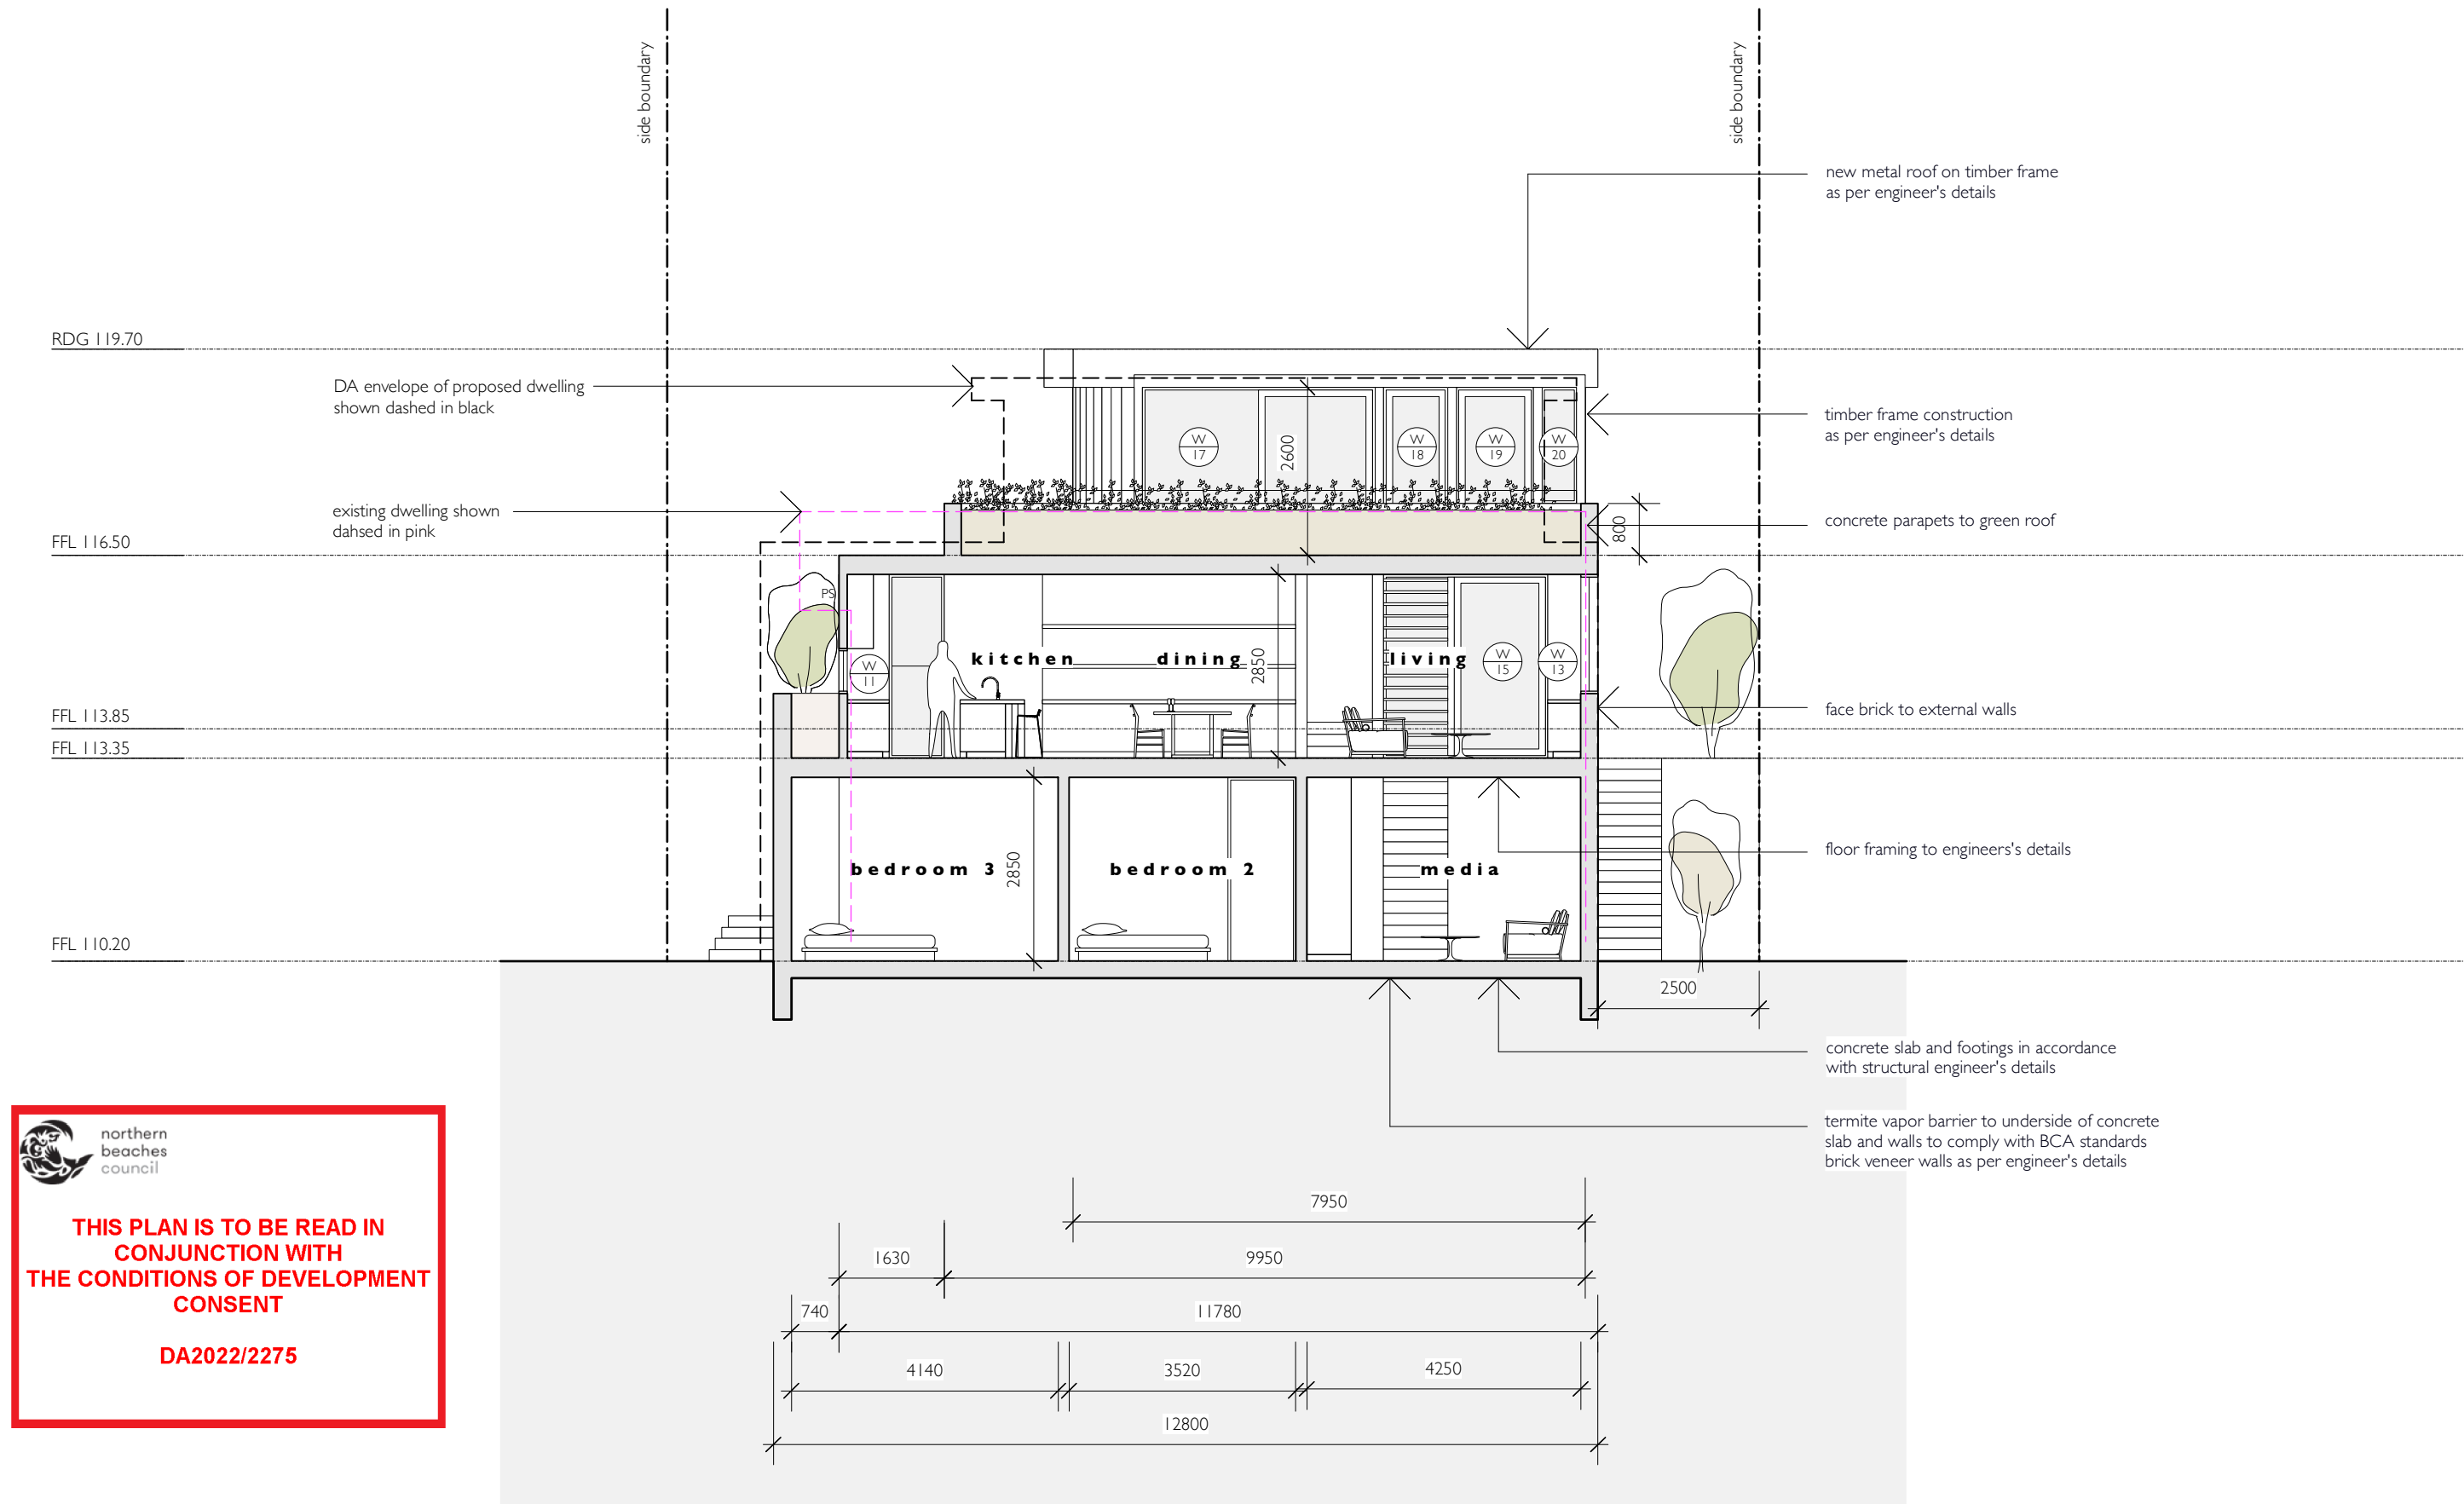 side boundary
side boundary
new metal roof on timber frame
as per engineer's details
RDG 119.70
DA envelope of proposed dwelling
shown dashed in black
timber frame construction
as per engineer's details
W
17
2600
W
18
W
19
W
20
existing dwelling shown
dahsed in pink
concrete parapets to green roof
800
FFL 116.50
PS
kitchen
dining
2850
living
W
11
W
15
W
13
FFL 113.85
face brick to external walls
FFL 113.35
bedroom 3
2850
bedroom 2
media
floor framing to engineers's details
FFL 110.20
2500
concrete slab and footings in accordance
with structural engineer's details
termite vapor barrier to underside of concrete
slab and walls to comply with BCA standards
brick veneer walls as per engineer's details
northern
beaches
council
THIS PLAN IS TO BE READ IN
CONJUNCTION WITH
THE CONDITIONS OF DEVELOPMENT
CONSENT
DA2022/2275
7950
1630
9950
740
11780
4140
3520
4250
12800